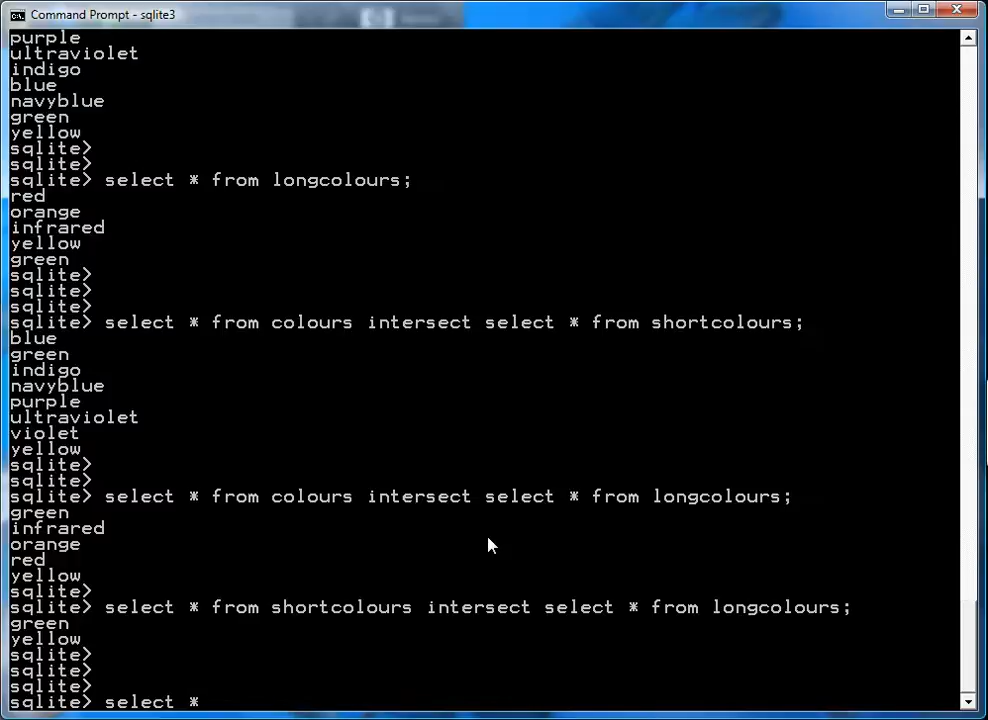 Command Prompt - sqlite3
purple
ultraviolet
indigo
blue
navyblue
green
yellow
sqlite>
sqlite>
sqlite> select * from longcolours;
red
orange
infrared
yellow
green
sqlite>
sqlite>
sqlite>
sqlite> select * from colours intersect select * from shortcolours;
blue
green
indigo
navyblue
purple
ultraviolet
violet
yellow
sqlite>
sqlite>
sqlite> select * from colours intersect select * from longcolours;
green
infrared
orange
red
yellow
sqlite>
sqlite> select * from shortcolours intersect select * from longcolours;
green
yellow
sqlite>
sqlite>
sqlite>
sqlite> select *